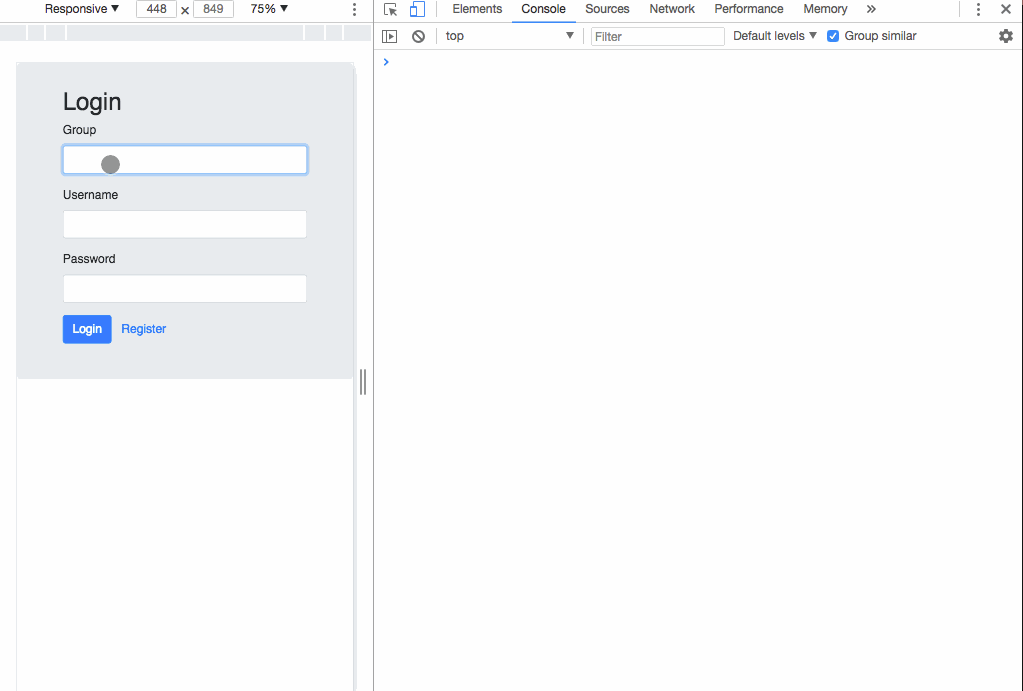 Responsive ▼ 448 × 849 75% ▼
Elements Console Sources Network Performance Memory »
top ▼ Filter Default levels ▼ Group similar
Login
Group
Username
Password
Login Register